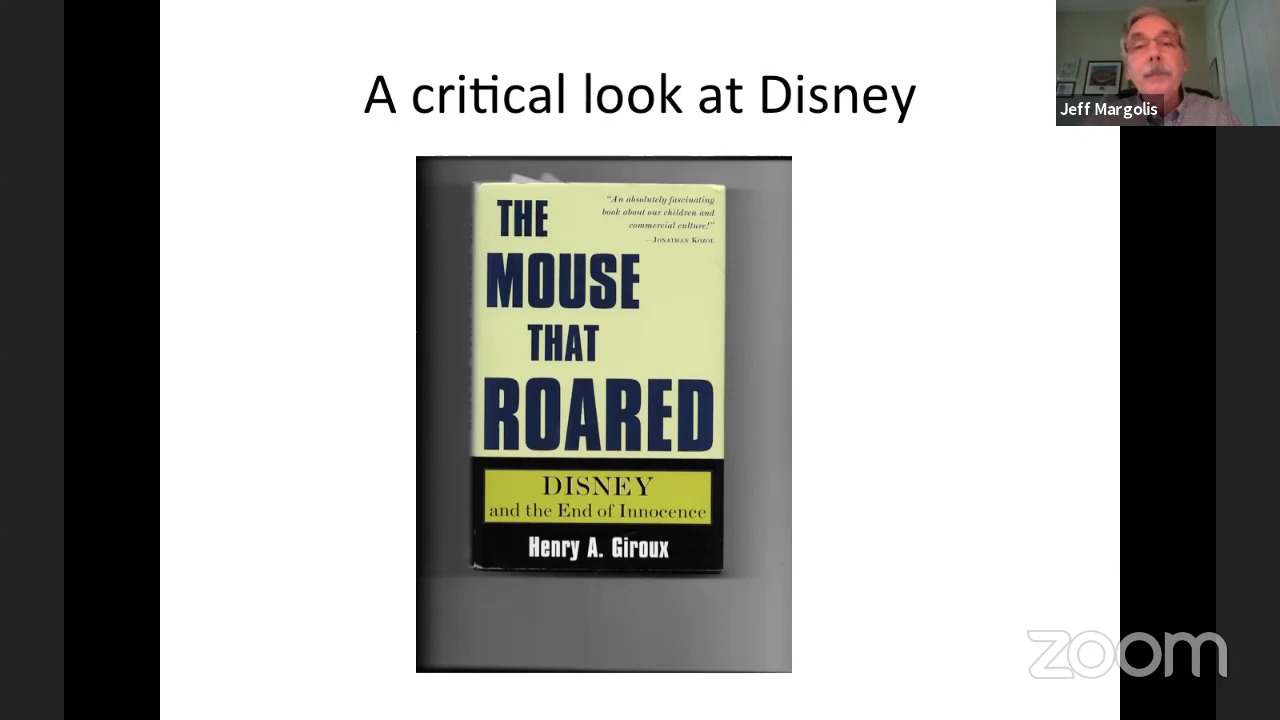 A critical look at Disney
Jeff Margolis
THE
"An absolutely fascinating
book about our children and
commercial culture!"
—JONATHAN KOZOL
MOUSE
THAT
ROARED
DISNEY
and the End of Innocence
Henry A. Giroux
zoom